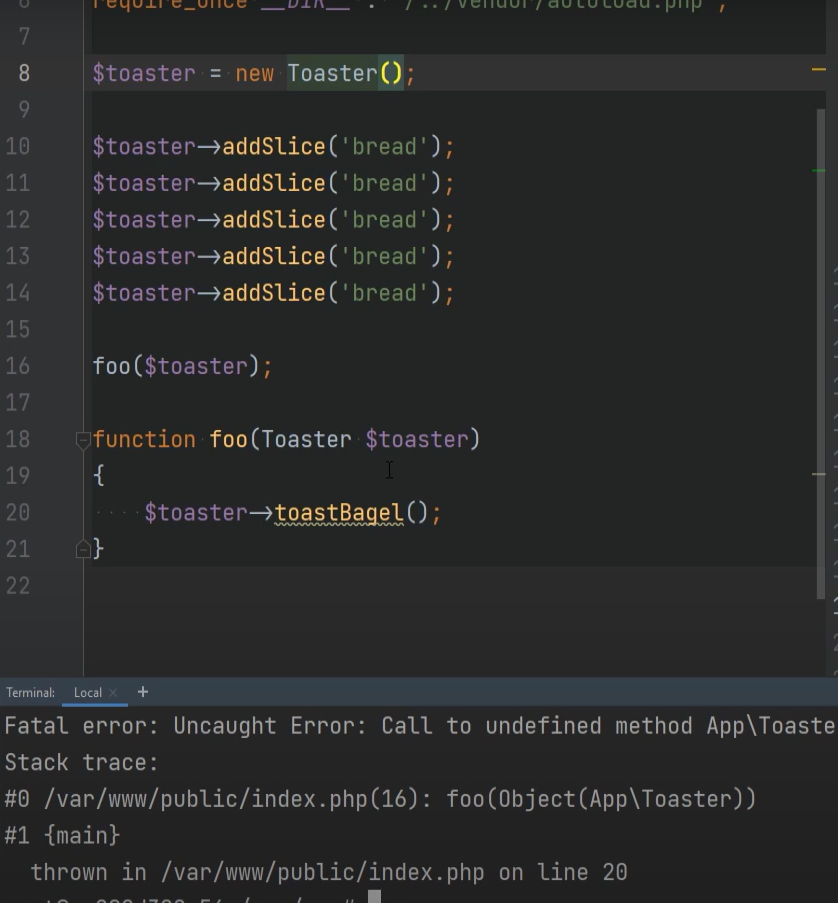 6 require_once __DIR__ . '/../vendor/autoload.php';
7
8 $toaster = new Toaster();
9
10 $toaster->addSlice('bread');
11 $toaster->addSlice('bread');
12 $toaster->addSlice('bread');
13 $toaster->addSlice('bread');
14 $toaster->addSlice('bread');
15
16 foo($toaster);
17
18 function foo(Toaster $toaster)
19 {
20 $toaster->toastBagel();
21 }
22
Terminal: Local × +
Fatal error: Uncaught Error: Call to undefined method App\Toaste
Stack trace:
#0 /var/www/public/index.php(16): foo(Object(App\Toaster))
#1 {main}
thrown in /var/www/public/index.php on line 20